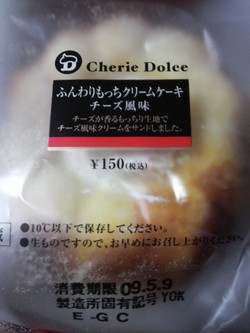 Cherie Dolce
ふんわりもっちクリームケーキ
チーズ風味
チーズが香るもっちり生地で
チーズ風味クリームをサンドしました。
¥150(税込)
●10℃以下で保存してください。
●生ものですので、お早めにお召し上がりください
消費期限 09.5.9
製造所固有記号 YOK
E-GC